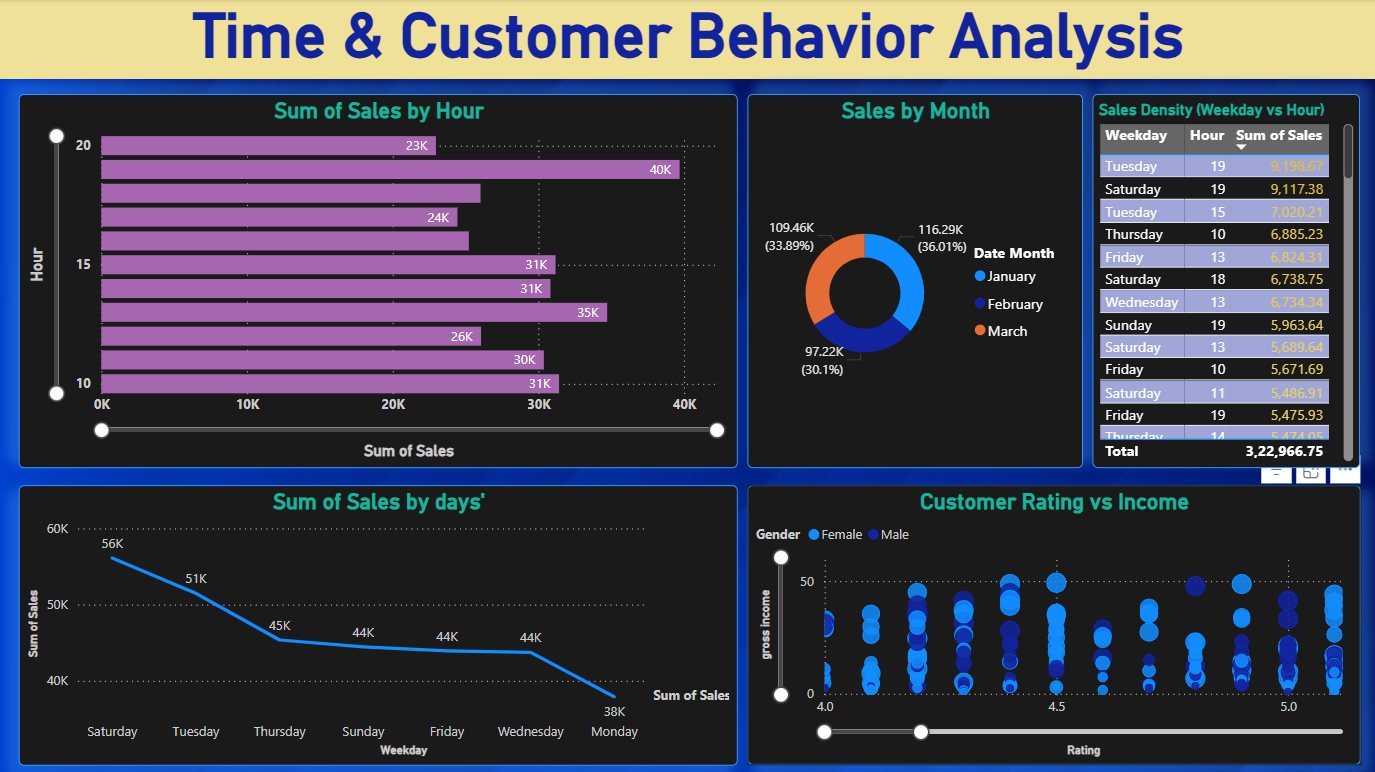 Time & Customer Behavior Analysis
Sum of Sales by Hour
Hour
20
15
10
23K
40K
24K
31K
31K
35K
26K
30K
31K
0K 10K 20K 30K 40K
Sum of Sales
Sales by Month
109.46K
(33.89%)
116.29K
(36.01%)
97.22K
(30.1%)
Date Month
January
February
March
Sales Density (Weekday vs Hour)
Weekday Hour Sum of Sales
Tuesday 19 9,198.67
Saturday 19 9,117.38
Tuesday 15 7,020.21
Thursday 10 6,885.23
Friday 13 6,824.31
Saturday 18 6,738.75
Wednesday 13 6,734.34
Sunday 19 5,963.64
Saturday 13 5,689.64
Friday 10 5,671.69
Saturday 11 5,486.91
Friday 19 5,475.93
Thursday 14 5,474.05
Total 3,22,966.75
Sum of Sales by days'
Sum of Sales
60K
50K
40K
56K
51K
45K
44K
44K
44K
38K
Sum of Sales
Saturday Tuesday Thursday Sunday Friday Wednesday Monday
Weekday
Customer Rating vs Income
Gender Female Male
gross income
50
0
4.0 4.5 5.0
Rating